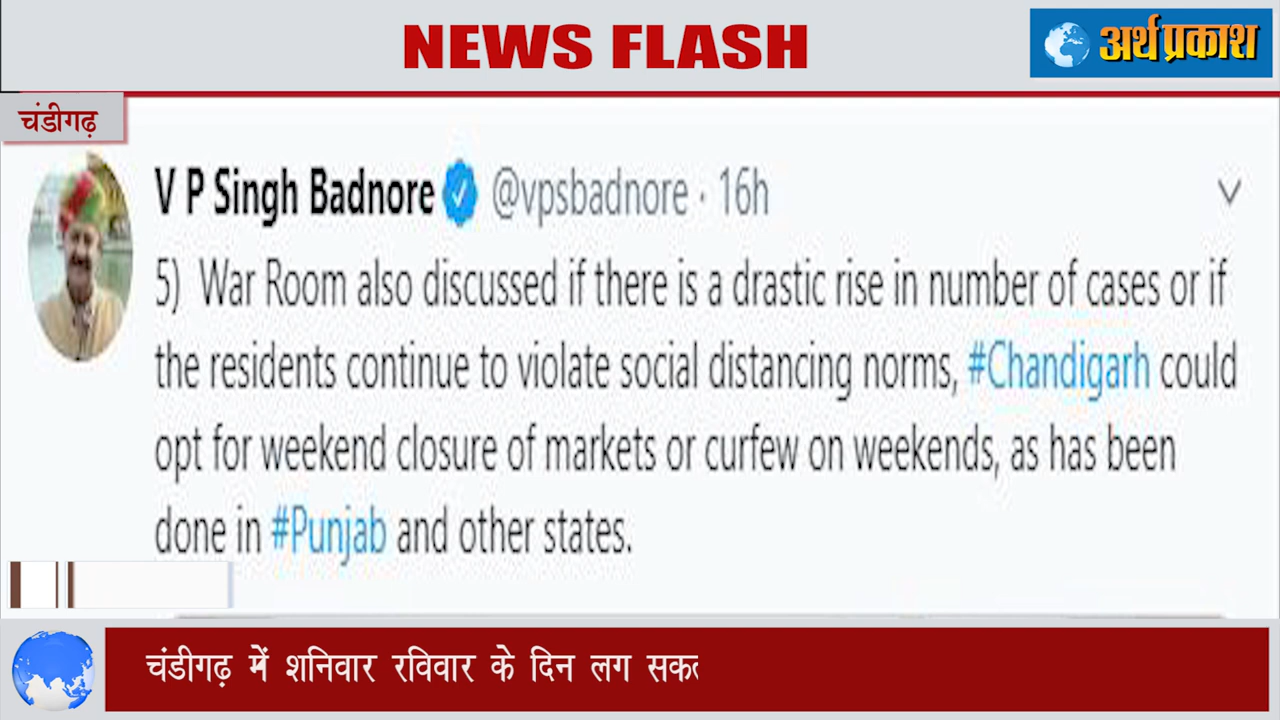 NEWS FLASH
अर्थ प्रकाश
चंडीगढ़
V P Singh Badnore @vpsbadnore · 16h
5) War Room also discussed if there is a drastic rise in number of cases or if
the residents continue to violate social distancing norms, #Chandigarh could
opt for weekend closure of markets or curfew on weekends, as has been
done in #Punjab and other states.
चंडीगढ़ में शनिवार रविवार के दिन लग